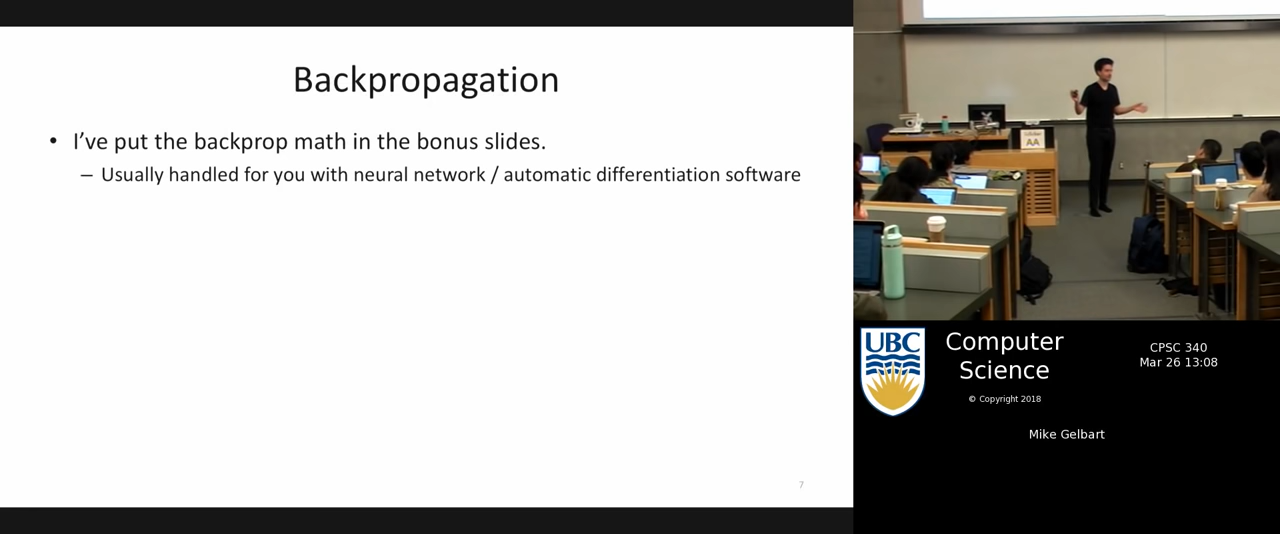 Backpropagation
• I've put the backprop math in the bonus slides.
– Usually handled for you with neural network / automatic differentiation software
7
AA
UBC
Computer
Science
© Copyright 2018
CPSC 340
Mar 26 13:08
Mike Gelbart